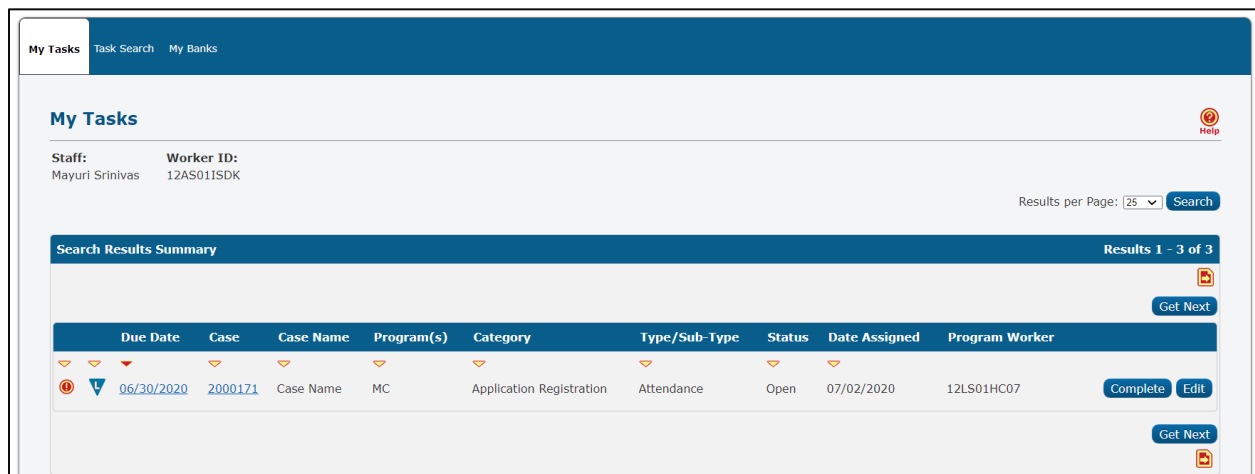 My Tasks Task Search My Banks
My Tasks
Help
Staff: Worker ID:
Mayuri Srinivas 12AS01ISDK
Results per Page: 25 Search
Search Results Summary Results 1 - 3 of 3
Get Next
Due Date Case Case Name Program(s) Category Type/Sub-Type Status Date Assigned Program Worker
L 06/30/2020 2000171 Case Name MC Application Registration Attendance Open 07/02/2020 12LS01HC07 Complete Edit
Get Next